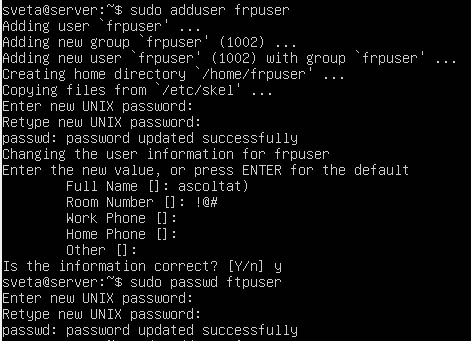 sveta@server:~$ sudo adduser frpuser
Adding user `frpuser' ...
Adding new group `frpuser' (1002) ...
Adding new user `frpuser' (1002) with group `frpuser' ...
Creating home directory `/home/frpuser' ...
Copying files from `/etc/skel' ...
Enter new UNIX password:
Retype new UNIX password:
passwd: password updated successfully
Changing the user information for frpuser
Enter the new value, or press ENTER for the default
Full Name []: ascoltat)
Room Number []: !@#
Work Phone []:
Home Phone []:
Other []:
Is the information correct? [Y/n] y
sveta@server:~$ sudo passwd ftpuser
Enter new UNIX password:
Retype new UNIX password:
passwd: password updated successfully